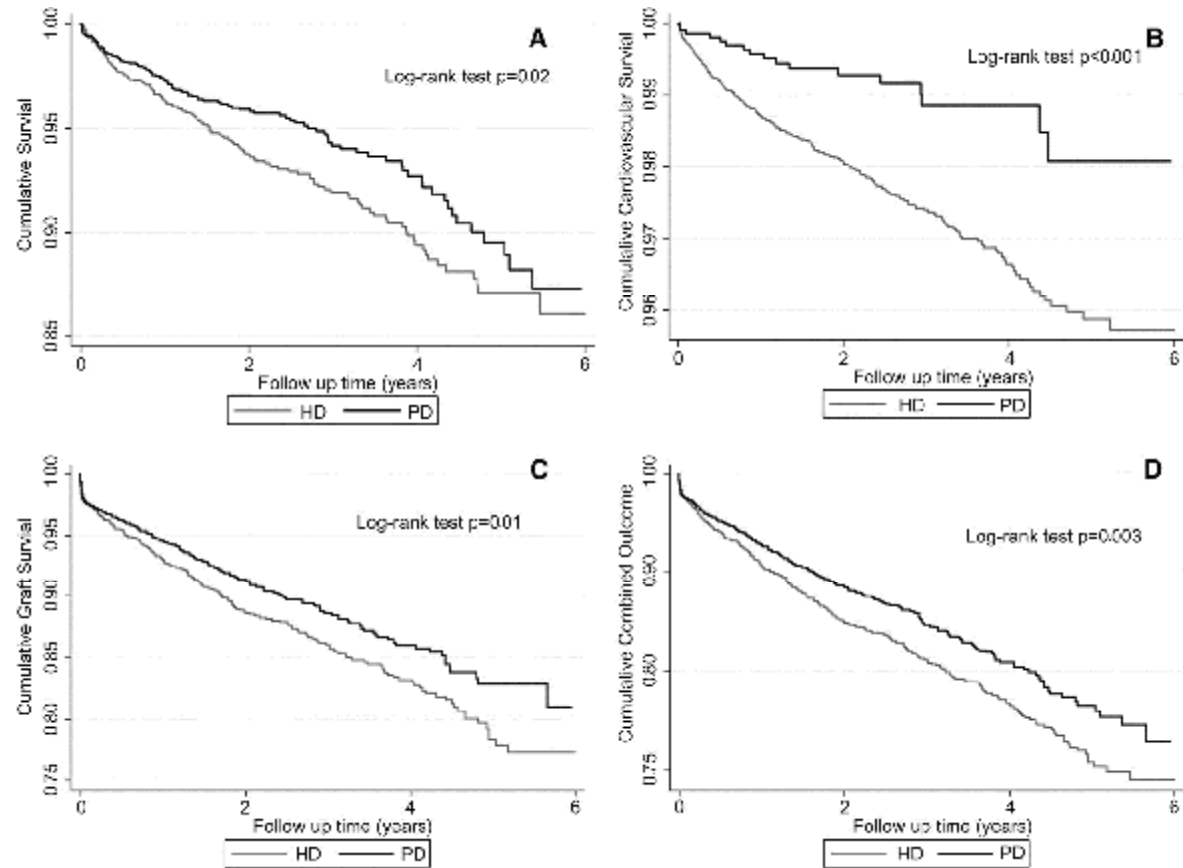 A
Log-rank test p=0.02
Cumulative Survial
1.00
0.95
0.90
0.85
0 2 4 6
Follow up time (years)
HD PD
B
Log-rank test p<0.001
Cumulative Cardiovascular Survial
1.00
0.99
0.98
0.97
0.96
0 2 4 6
Follow up time (years)
HD PD
C
Log-rank test p=0.01
Cumulative Graft Survial
1.00
0.95
0.90
0.85
0.80
0.75
0 2 4 6
Follow up time (years)
HD PD
D
Log-rank test p=0.003
Cumulative Combined Outcome
1.00
0.90
0.80
0.75
0 2 4 6
Follow up time (years)
HD PD